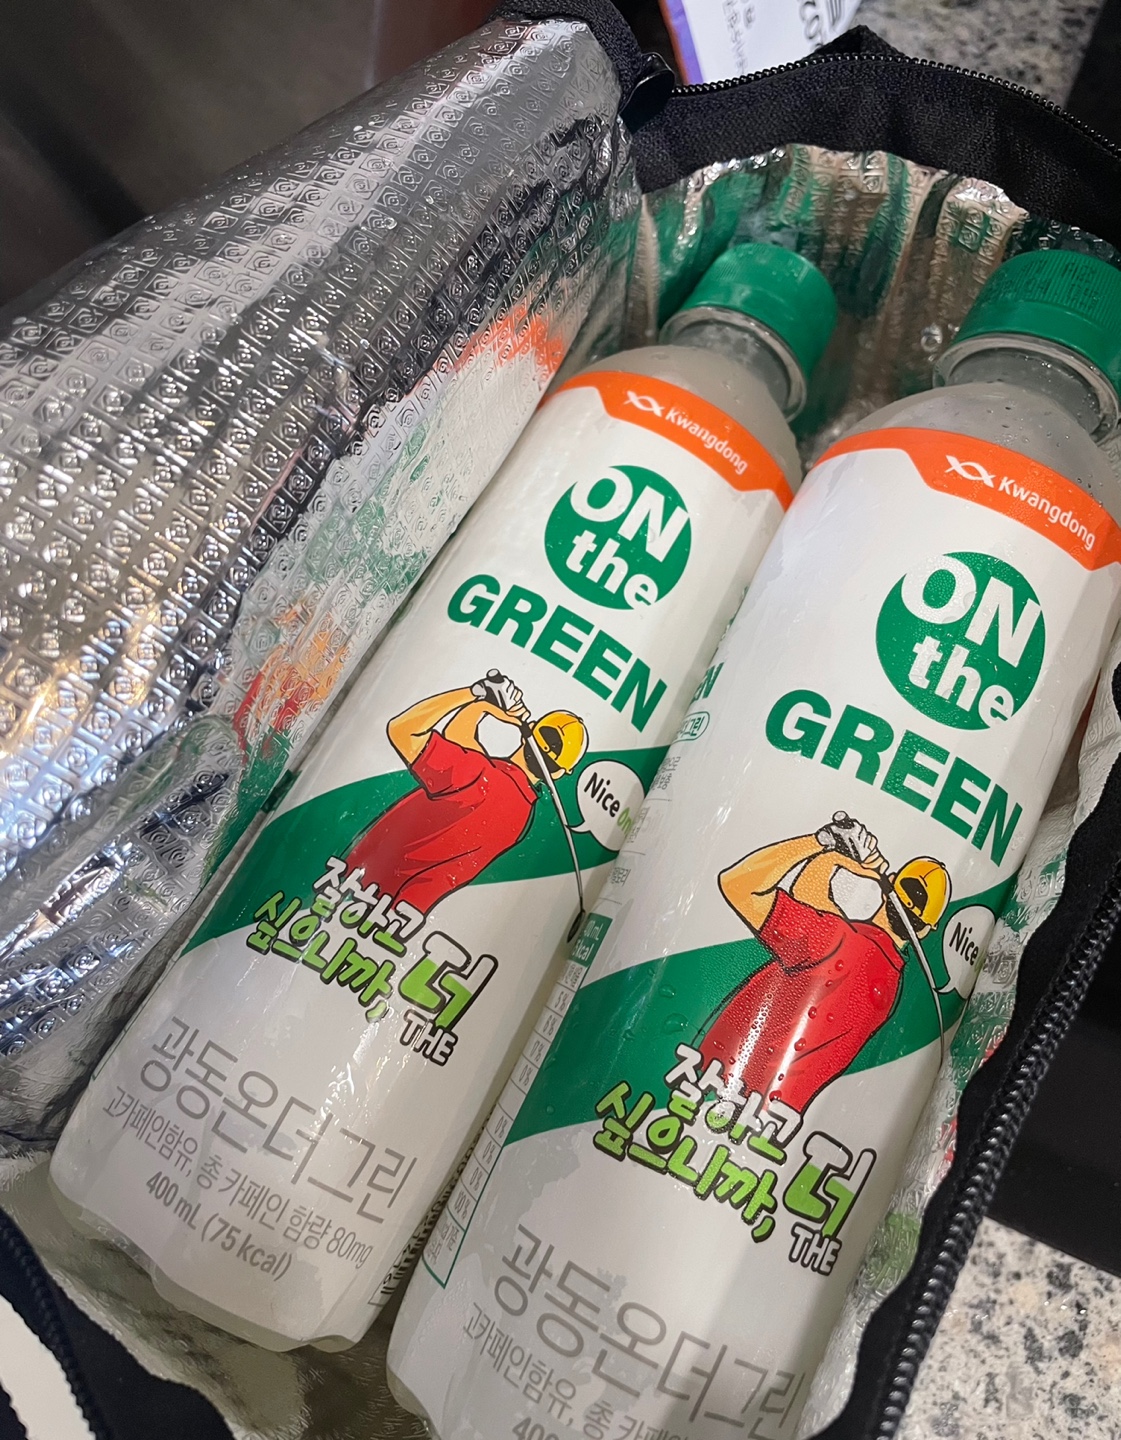 Kwangdong
ON
the
GREEN
Nice
잘하고
싶으니까,
더
THE
광동온더그린
고카페인함유, 총 카페인 함량 80mg
400 mL (75 kcal)
Kwangdong
ON
the
GREEN
Nice
잘하고
싶으니까,
더
THE
광동온더그린
고카페인함유, 총 카페인